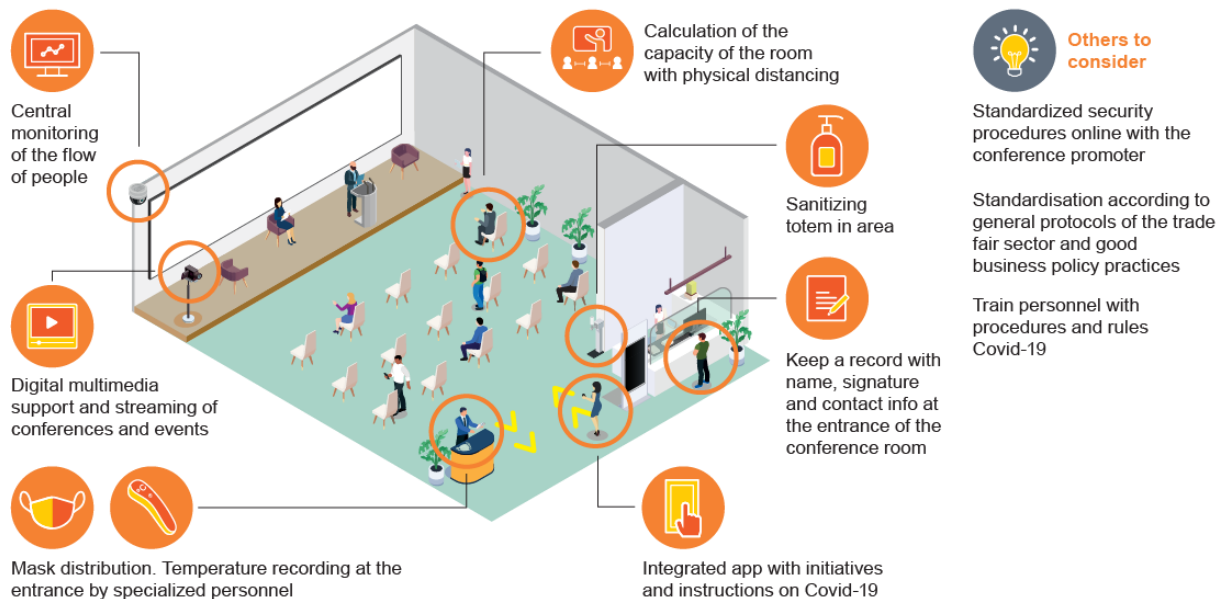 Central
monitoring
of the flow
of people
Calculation of the
capacity of the room
with physical distancing
Others to
consider
Standardized security
procedures online with the
conference promoter
Standardisation according to
general protocols of the trade
fair sector and good
business policy practices
Train personnel with
procedures and rules
Covid-19
Sanitizing
totem in area
Digital multimedia
support and streaming of
conferences and events
Keep a record with
name, signature
and contact info at
the entrance of the
conference room
Mask distribution. Temperature recording at the
entrance by specialized personnel
Integrated app with initiatives
and instructions on Covid-19